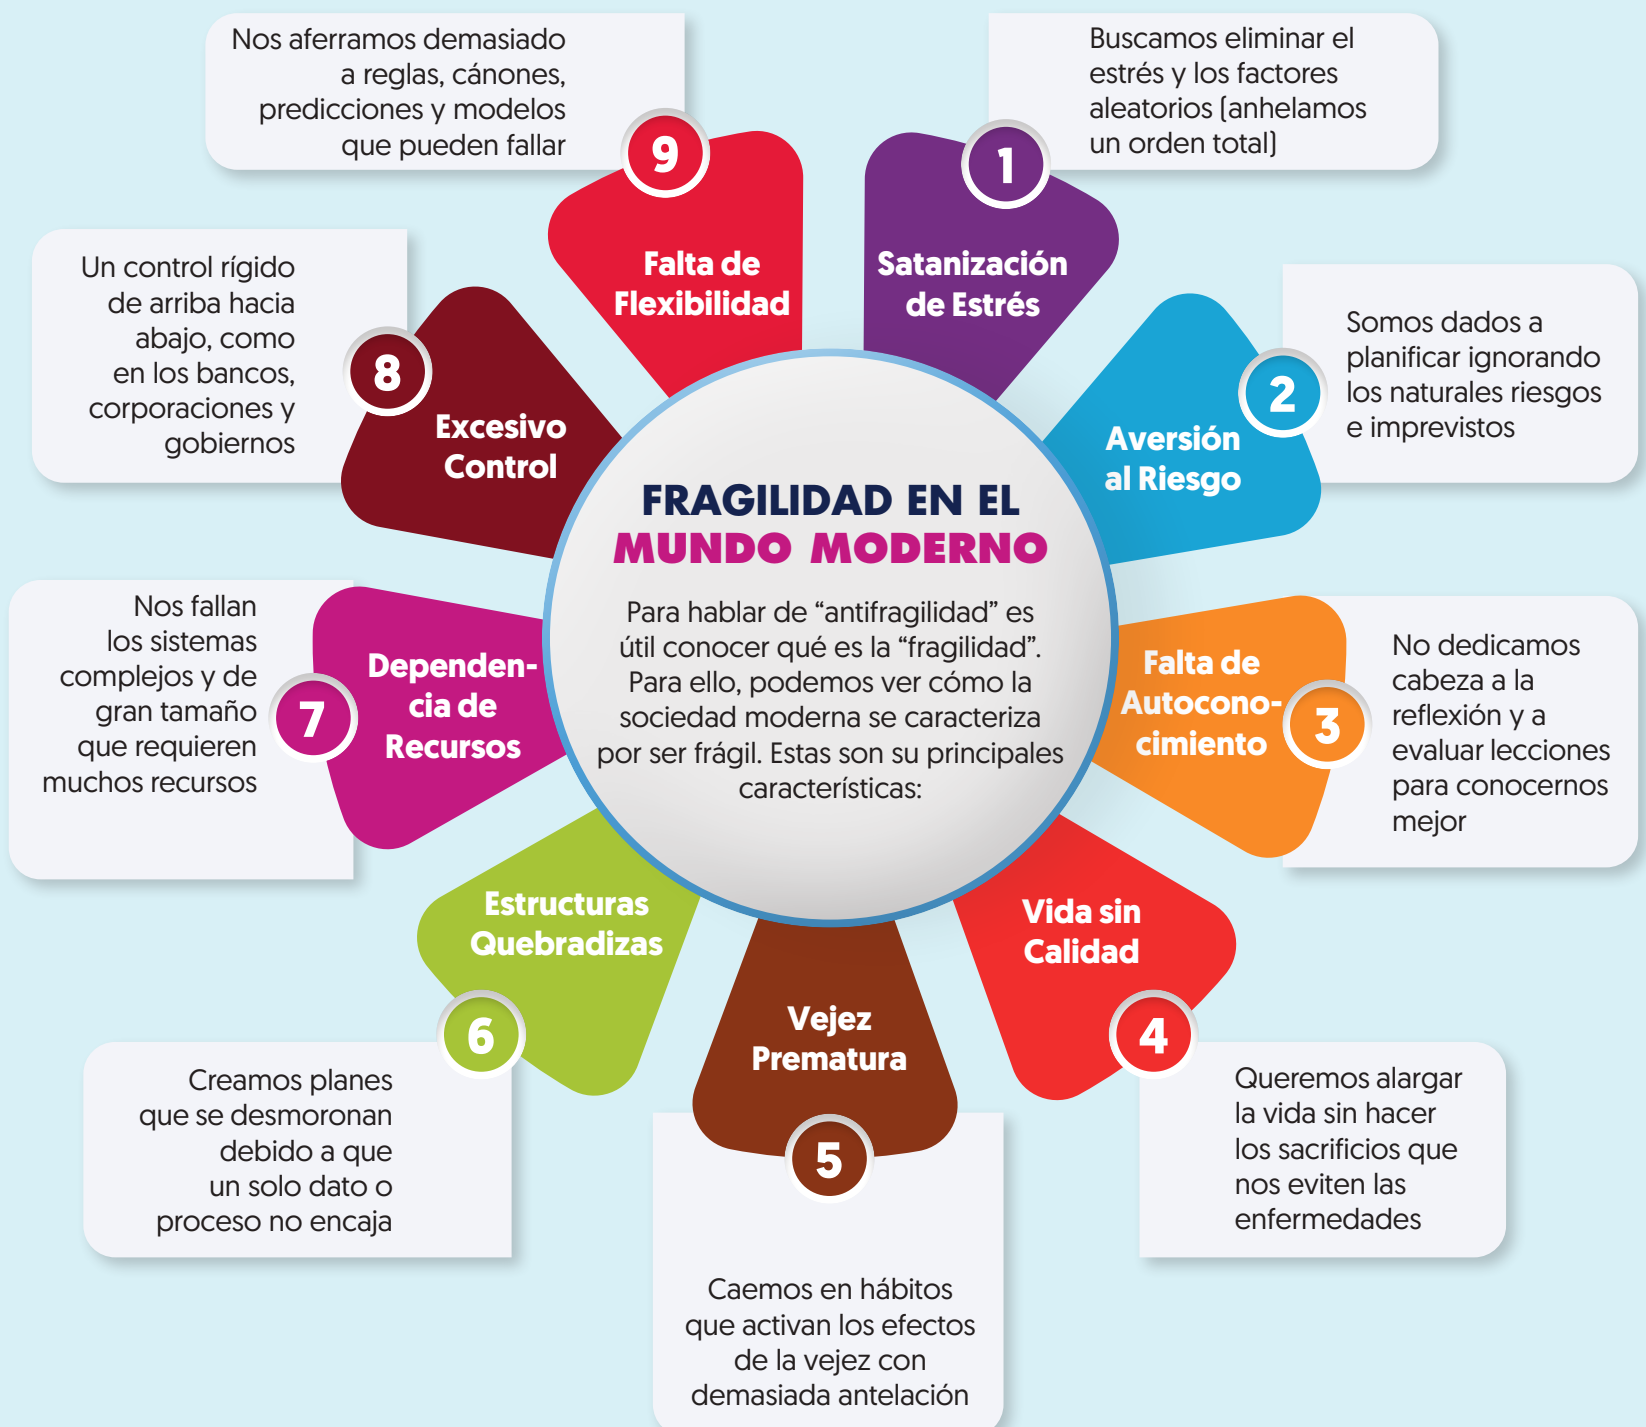 FRAGILIDAD EN EL
MUNDO MODERNO
Para hablar de “antifragilidad” es
útil conocer qué es la “fragilidad”.
Para ello, podemos ver cómo la
sociedad moderna se caracteriza
por ser frágil. Estas son su principales
características:
1
Satanización
de Estrés
Buscamos eliminar el
estrés y los factores
aleatorios (anhelamos
un orden total)
2
Aversión
al Riesgo
Somos dados a
planificar ignorando
los naturales riesgos
e imprevistos
3
Falta de
Autocono-
cimiento
No dedicamos
cabeza a la
reflexión y a
evaluar lecciones
para conocernos
mejor
4
Vida sin
Calidad
Queremos alargar
la vida sin hacer
los sacrificios que
nos eviten las
enfermedades
5
Vejez
Prematura
Caemos en hábitos
que activan los efectos
de la vejez con
demasiada antelación
6
Estructuras
Quebradizas
Creamos planes
que se desmoronan
debido a que
un solo dato o
proceso no encaja
7
Dependen-
cia de
Recursos
Nos fallan
los sistemas
complejos y de
gran tamaño
que requieren
muchos recursos
8
Excesivo
Control
Un control rígido
de arriba hacia
abajo, como
en los bancos,
corporaciones y
gobiernos
9
Falta de
Flexibilidad
Nos aferramos demasiado
a reglas, cánones,
predicciones y modelos
que pueden fallar